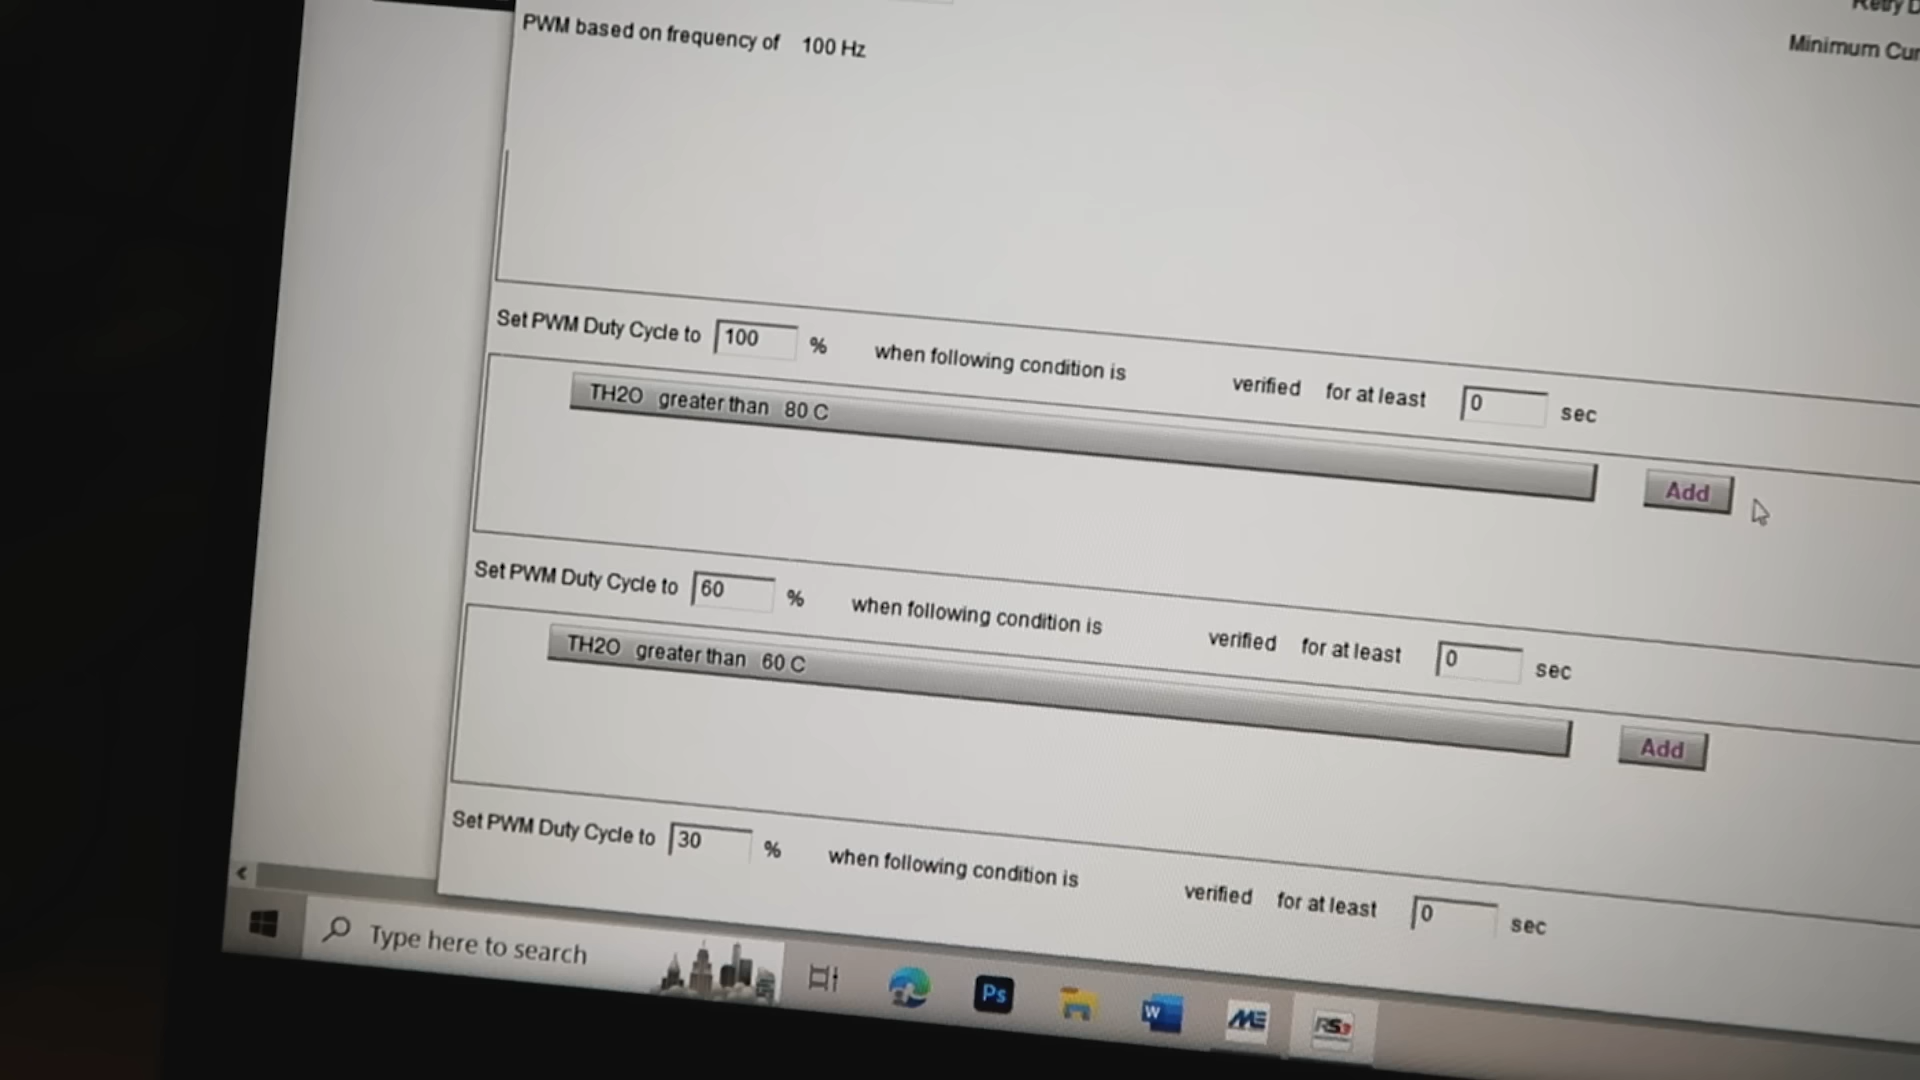 Minimum Cur
PWM based on frequency of 100 Hz
Set PWM Duty Cycle to 100 % when following condition is verified for at least 0 sec
TH2O greater than 80 C
Add
Set PWM Duty Cycle to 60 % when following condition is verified for at least 0 sec
TH2O greater than 60 C
Add
Set PWM Duty Cycle to 30 % when following condition is verified for at least 0 sec
Type here to search
Ps
W
ME
RS3